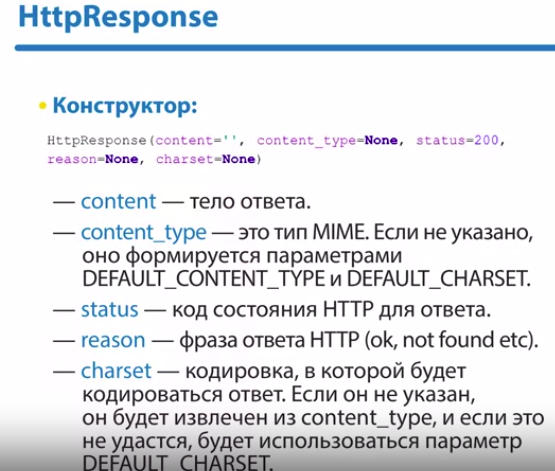 HttpResponse
• Конструктор:
HttpResponse(content='', content_type=None, status=200,
reason=None, charset=None)
— content — тело ответа.
— content_type — это тип MIME. Если не указано,
оно формируется параметрами
DEFAULT_CONTENT_TYPE и DEFAULT_CHARSET.
— status — код состояния HTTP для ответа.
— reason — фраза ответа HTTP (ok, not found etc).
— charset — кодировка, в которой будет
кодироваться ответ. Если он не указан,
он будет извлечен из content_type, и если это
не удастся, будет использоваться параметр
DEFAULT_CHARSET.